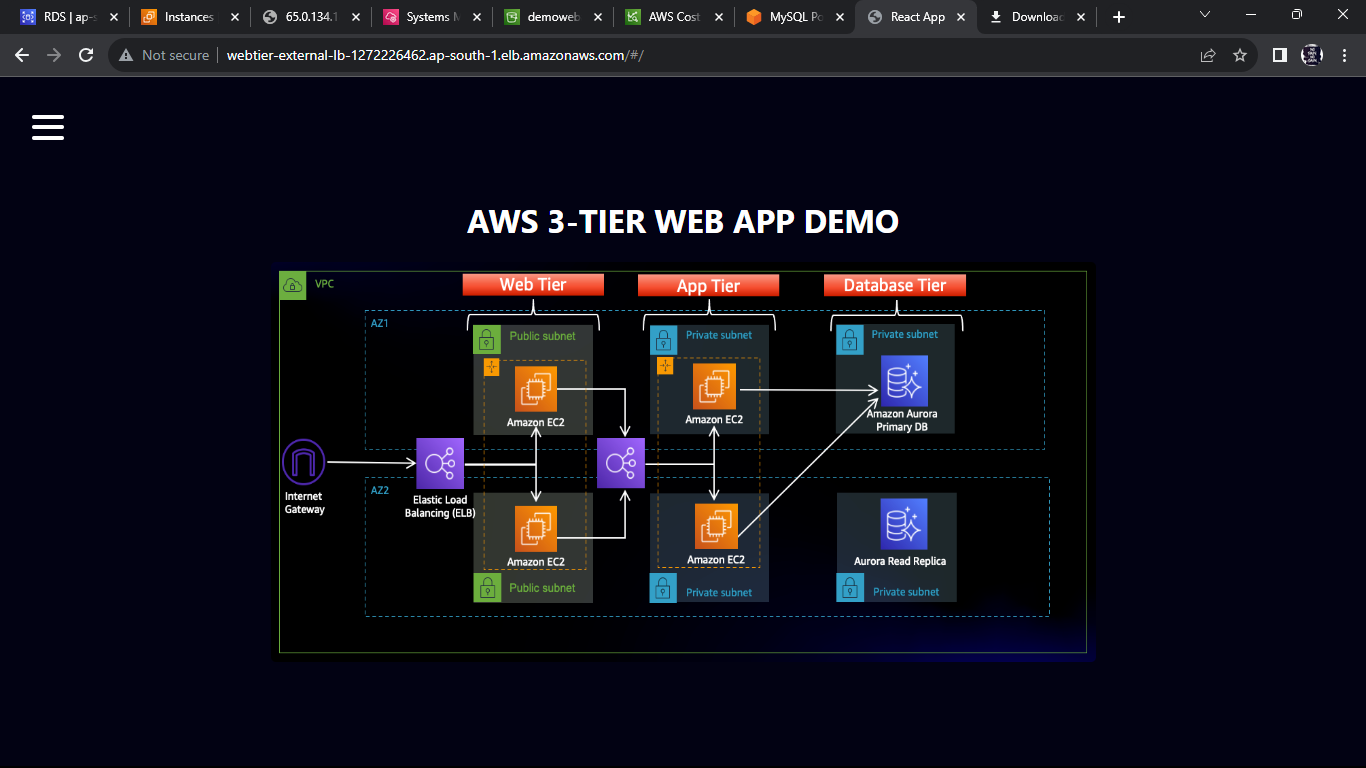 RDS | ap-s
Instances
65.0.134.1
Systems M
demoweb
AWS Cost
MySQL Po
React App
Downloac
Not secure
webtier-external-lb-1272226462.ap-south-1.elb.amazonaws.com/#/
AWS 3-TIER WEB APP DEMO
VPC
Web Tier
App Tier
Database Tier
AZ1
Public subnet
Private subnet
Private subnet
Amazon EC2
Amazon EC2
Amazon Aurora
Primary DB
Internet
Gateway
Elastic Load
Balancing (ELB)
AZ2
Amazon EC2
Amazon EC2
Aurora Read Replica
Public subnet
Private subnet
Private subnet